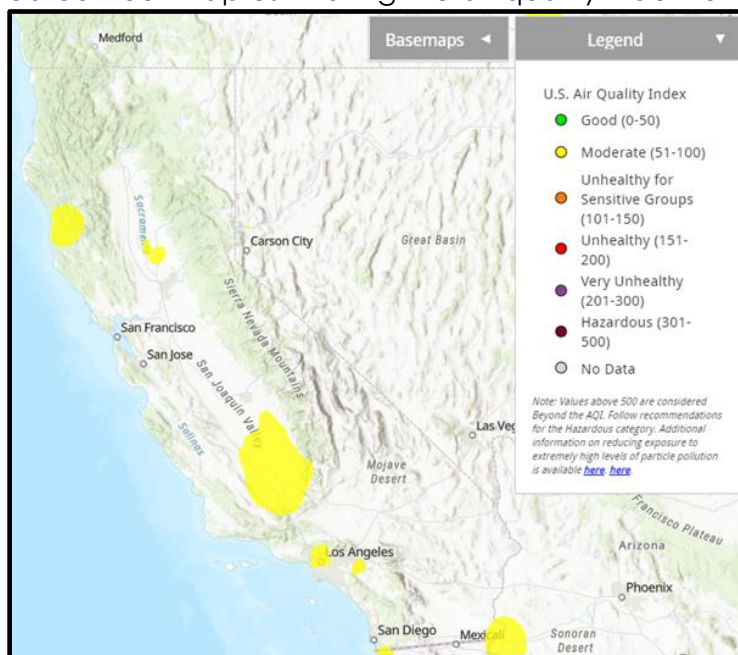 Medford
Basemaps
Legend
U.S. Air Quality Index
Good (0-50)
Moderate (51-100)
Unhealthy for
Sensitive Groups
(101-150)
Unhealthy (151-
200)
Very Unhealthy
(201-300)
Hazardous (301-
500)
No Data
Note: Values above 500 are considered
Beyond the AQI. Follow recommendations
for the Hazardous category. Additional
information on reducing exposure to
extremely high levels of particle pollution
is available here. here.
Sacrame
Carson City
Great Basin
Sierra Nevada Mountains
San Francisco
San Jose
San Joaquin Valley
Salinas
Las Veg
Mojave
Desert
Los Angeles
Francisco Plateau
Arizona
Phoenix
San Diego
Mexicali
Sonoran
Desert